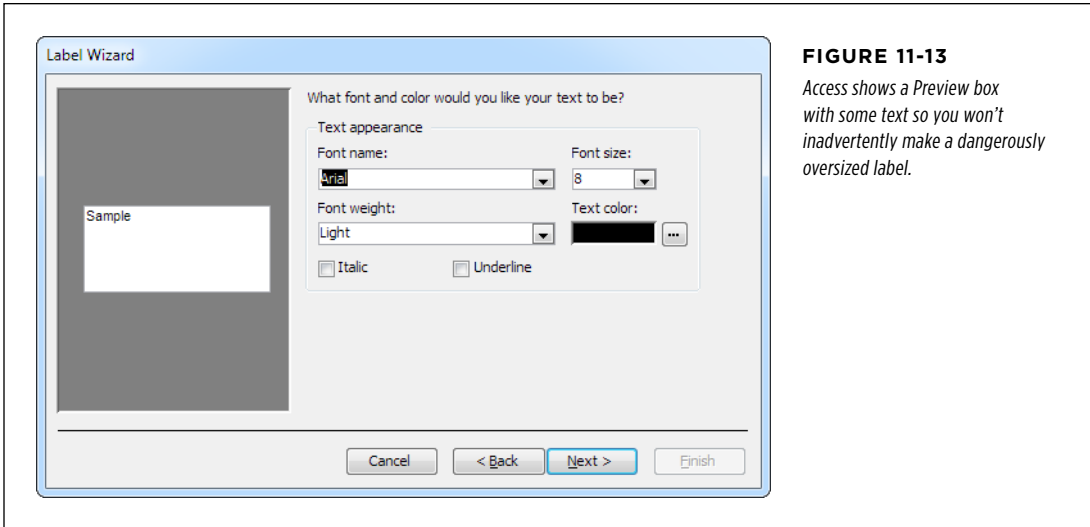 Label Wizard
What font and color would you like your text to be?
Text appearance
Font name:
Font size:
Arial
8
Sample
Font weight:
Text color:
Light
...
Italic
Underline
Cancel
< Back
Next >
Finish
FIGURE 11-13
Access shows a Preview box
with some text so you won't
inadvertently make a dangerously
oversized label.